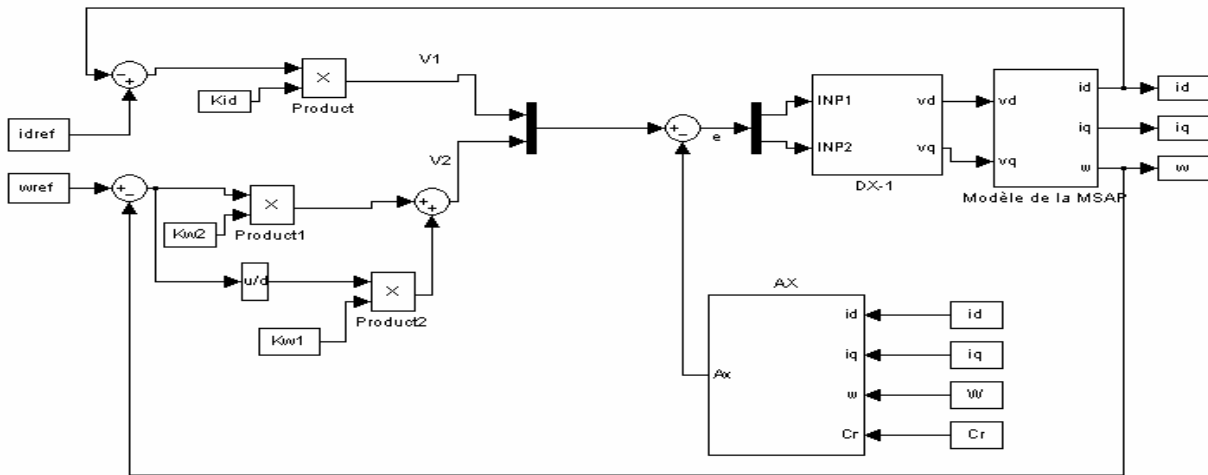 V1
Kid
×
Product
idref
V2
wref
Kw2
×
Product1
u/d
×
Product2
Kw1
e
INP1
INP2
vd
vq
DX-1
vd
vq
id
iq
w
Modèle de la MSAP
id
iq
w
AX
Ax
id
iq
w
Cr
id
iq
W
Cr